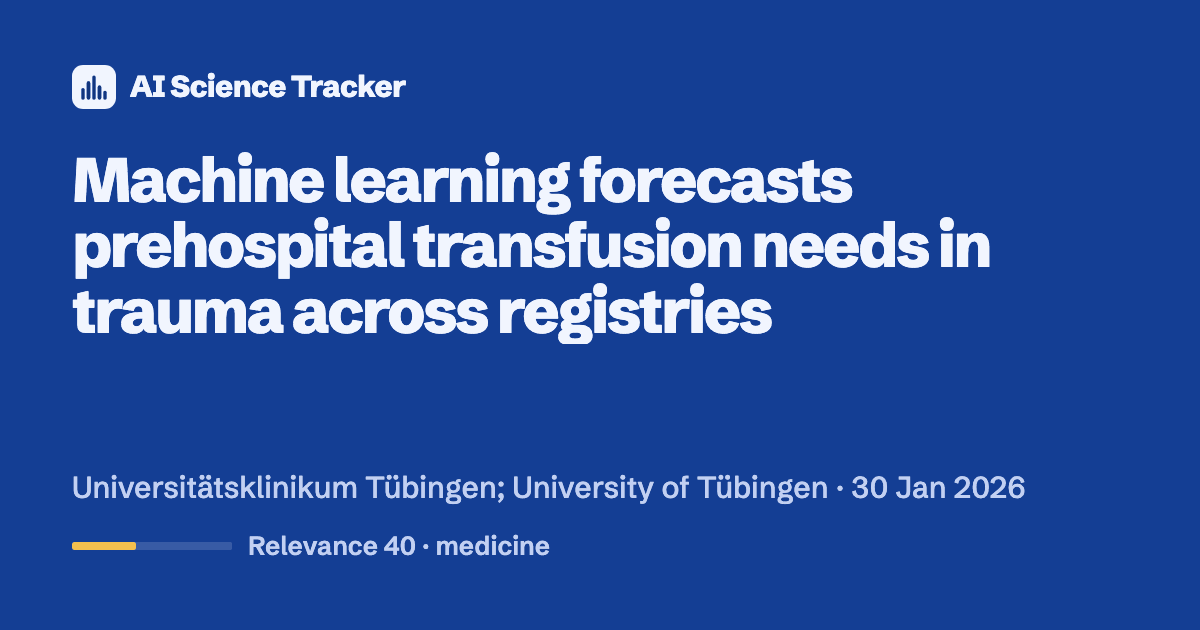 AI Science Tracker
Machine learning forecasts
prehospital transfusion needs in
trauma across registries
Universitätsklinikum Tübingen; University of Tübingen · 30 Jan 2026
Relevance 40 · medicine